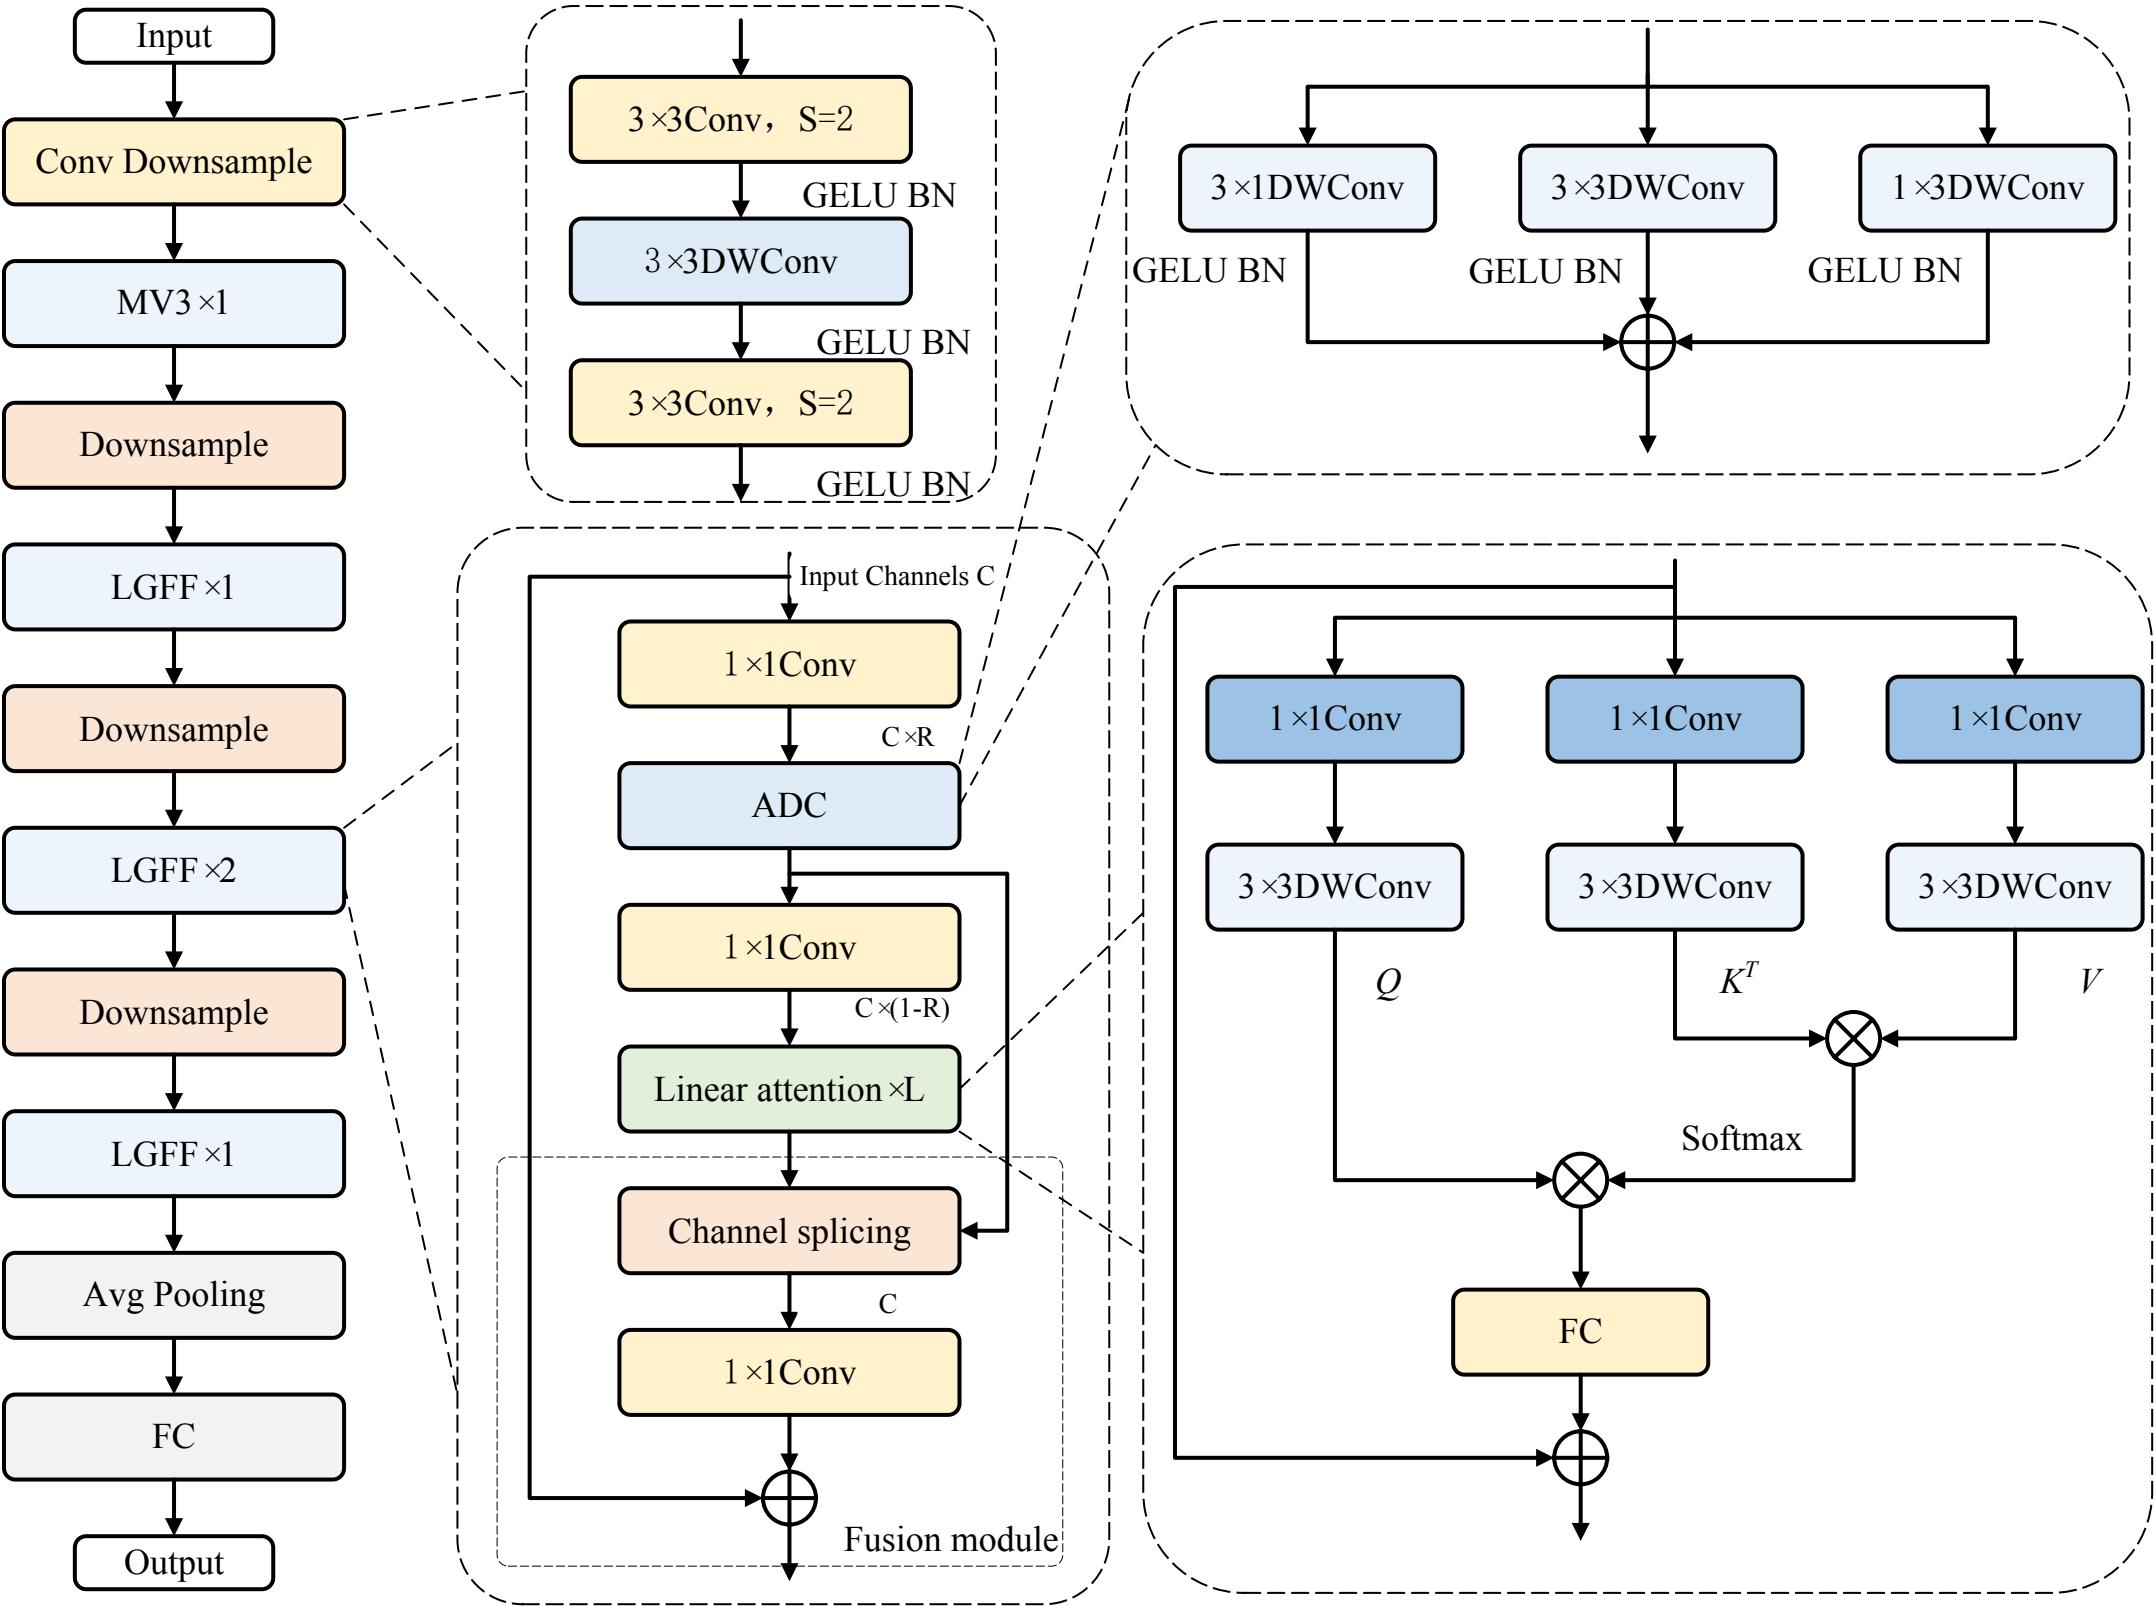 Input
Conv Downsample
MV3×1
Downsample
LGFF×1
Downsample
LGFF×2
Downsample
LGFF×1
Avg Pooling
FC
Output
3×3Conv，S=2
GELU BN
3×3DWConv
GELU BN
3×3Conv，S=2
GELU BN
3×1DWConv
3×3DWConv
1×3DWConv
GELU BN
GELU BN
GELU BN
Input Channels C
1×1Conv
C×R
ADC
1×1Conv
C×(1-R)
Linear attention×L
Channel splicing
C
1×1Conv
Fusion module
1×1Conv
1×1Conv
1×1Conv
3×3DWConv
3×3DWConv
3×3DWConv
Q
K^T
V
Softmax
FC